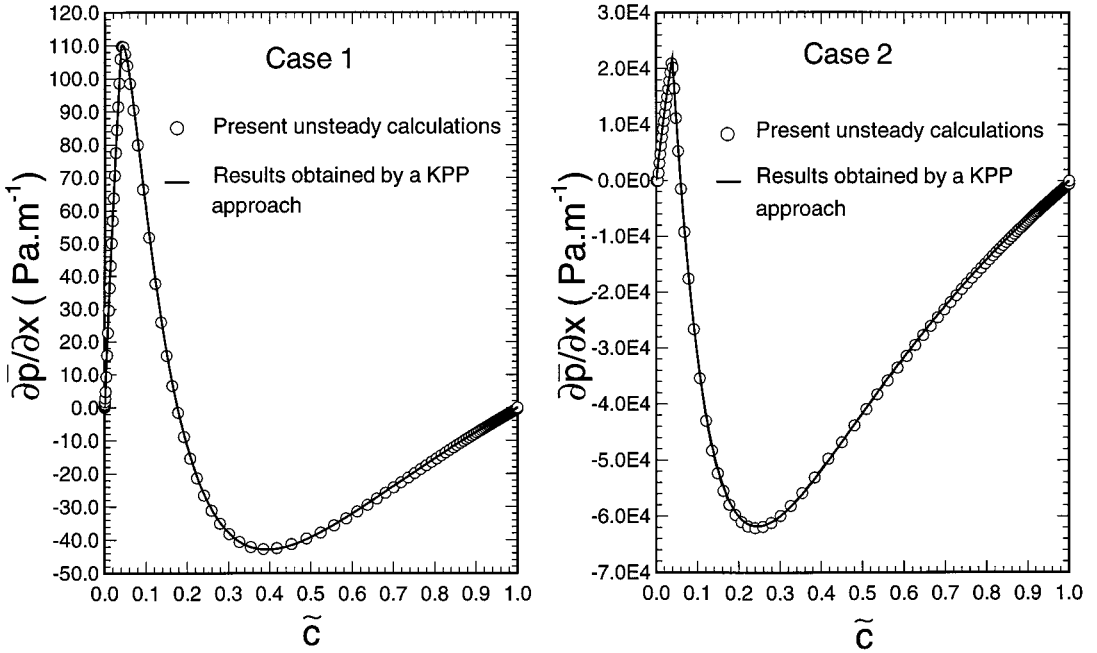 Case 1
Present unsteady calculations
Results obtained by a KPP
approach
∂p̅/∂x ( Pa.m⁻¹)
120.0
110.0
100.0
90.0
80.0
70.0
60.0
50.0
40.0
30.0
20.0
10.0
0.0
-10.0
-20.0
-30.0
-40.0
-50.0
0.0 0.1 0.2 0.3 0.4 0.5 0.6 0.7 0.8 0.9 1.0
c̃
Case 2
Present unsteady calculations
Results obtained by a KPP
approach
∂p̅/∂x ( Pa.m⁻¹)
3.0E4
2.0E4
1.0E4
0.0E4
-1.0E4
-2.0E4
-3.0E4
-4.0E4
-5.0E4
-6.0E4
-7.0E4
0.0 0.1 0.2 0.3 0.4 0.5 0.6 0.7 0.8 0.9 1.0
c̃